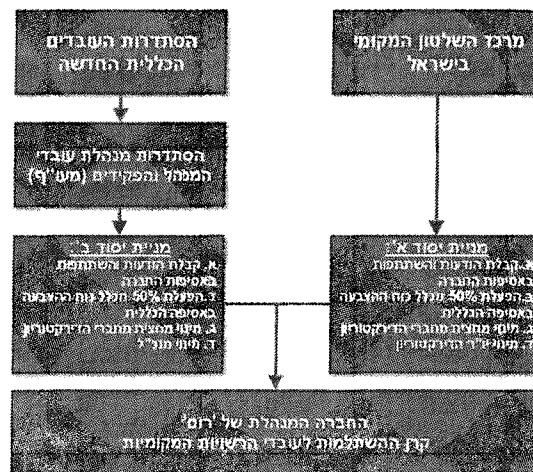 מרכז השלטון המקומי
בישראל
הסתדרות העובדים
הכללית החדשה
הסתדרות מנהלת עובדי
המנהל והפקידים (מעו"ף)
מניית יסוד א':
א. קבלת הודעות והשתתפות
באסיפות החברה
ב. הפעלת 50% מכלל כוח ההצבעה
באסיפה הכללית
ג. מינוי מחצית מחברי הדירקטוריון
ד. מינוי יו"ר הדירקטוריון
מניית יסוד ב':
א. קבלת הודעות והשתתפות
באסיפות החברה
ב. הפעלת 50% מכלל כוח ההצבעה
באסיפה הכללית
ג. מינוי מחצית מחברי הדירקטוריון
ד. מינוי מנכ"ל
החברה המנהלת של 'רום'
קרן ההשתלמות לעובדי הרשויות המקומיות